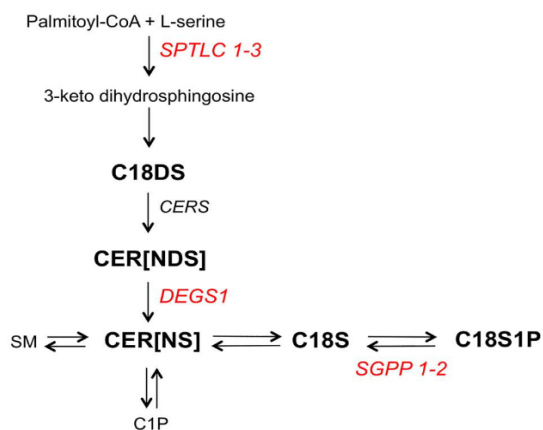 Palmitoyl-CoA + L-serine
SPTLC 1-3
3-keto dihydrosphingosine
C18DS
CERS
CER[NDS]
DEGS1
SM CER[NS] C18S C18S1P
SGPP 1-2
C1P